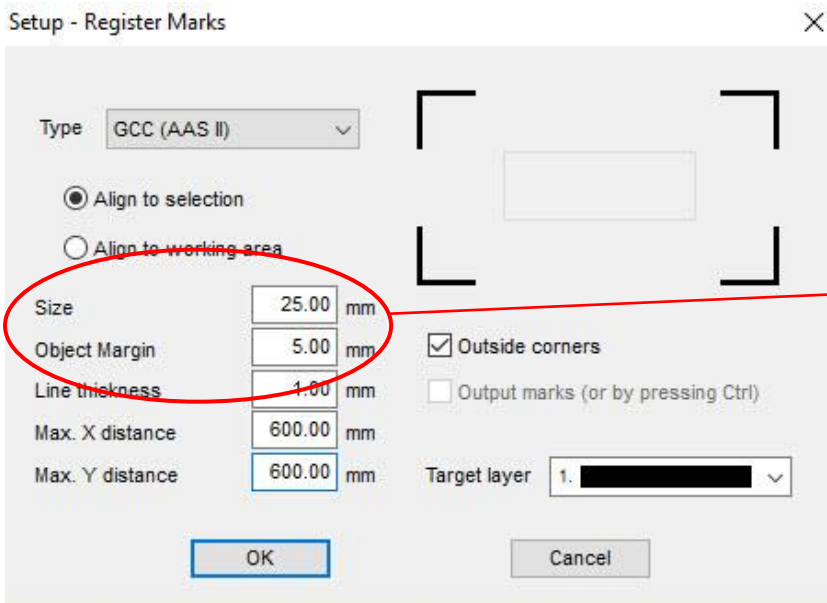 Setup - Register Marks
Type GCC (AAS II)
Align to selection
Align to working area
Size 25.00 mm
Object Margin 5.00 mm
Outside corners
Line thickness 1.00 mm
Output marks (or by pressing Ctrl)
Max. X distance 600.00 mm
Max. Y distance 600.00 mm
Target layer 1.
OK Cancel